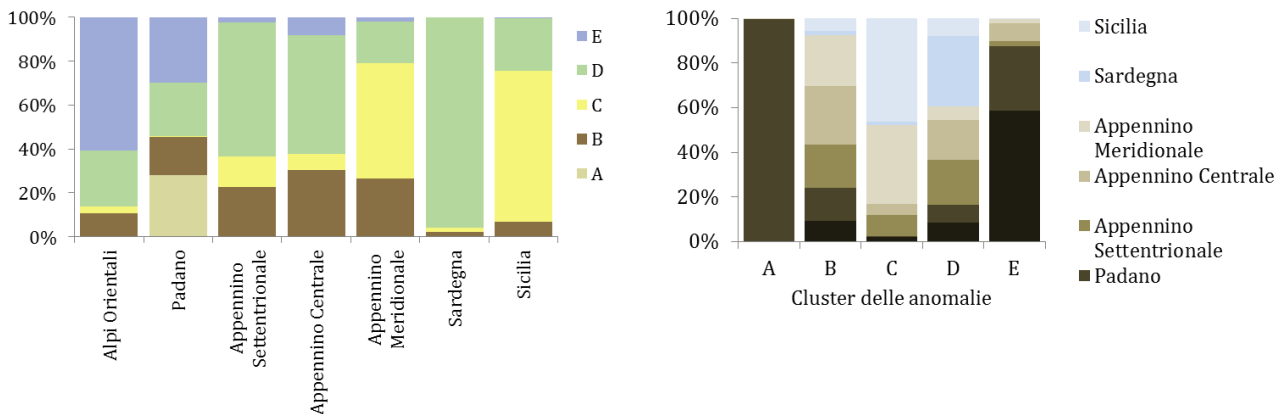 100%
80%
60%
40%
20%
0%
Alpi Orientali
Padano
Appennino
Settentrionale
Appennino Centrale
Appennino
Meridionale
Sardegna
Sicilia
E
D
C
B
A
100%
80%
60%
40%
20%
0%
A B C D E
Cluster delle anomalie
Sicilia
Sardegna
Appennino
Meridionale
Appennino Centrale
Appennino
Settentrionale
Padano